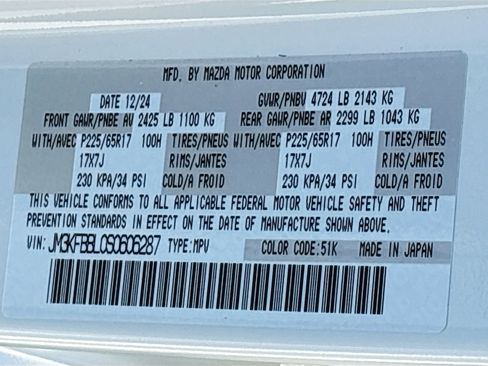 MFD. BY MAZDA MOTOR CORPORATION
DATE 12/24 GVWR/PNBV 4724 LB 2143 KG
FRONT GAWR/PNBE AV 2425 LB 1100 KG REAR GAWR/PNBE AR 2299 LB 1043 KG
WITH/AVEC P225/65R17 100H TIRES/PNEUS WITH/AVEC P225/65R17 100H TIRES/PNEUS
17X7J RIMS/JANTES 17X7J RIMS/JANTES
230 KPA/34 PSI COLD/A FROID 230 KPA/34 PSI COLD/A FROID
THIS VEHICLE CONFORMS TO ALL APPLICABLE FEDERAL MOTOR VEHICLE SAFETY AND THEFT
PREVENTION STANDARDS IN EFFECT ON THE DATE OF MANUFACTURE SHOWN ABOVE.
VIN: JM3KFBBL0S0606287 TYPE:MPV COLOR CODE:51K MADE IN JAPAN